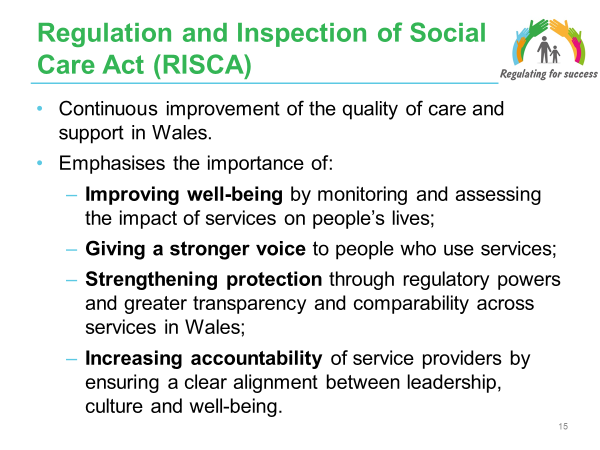 Regulation and Inspection of Social
Care Act (RISCA)
Regulating for success
• Continuous improvement of the quality of care and
support in Wales.
• Emphasises the importance of:
– Improving well-being by monitoring and assessing
the impact of services on people’s lives;
– Giving a stronger voice to people who use services;
– Strengthening protection through regulatory powers
and greater transparency and comparability across
services in Wales;
– Increasing accountability of service providers by
ensuring a clear alignment between leadership,
culture and well-being.
15